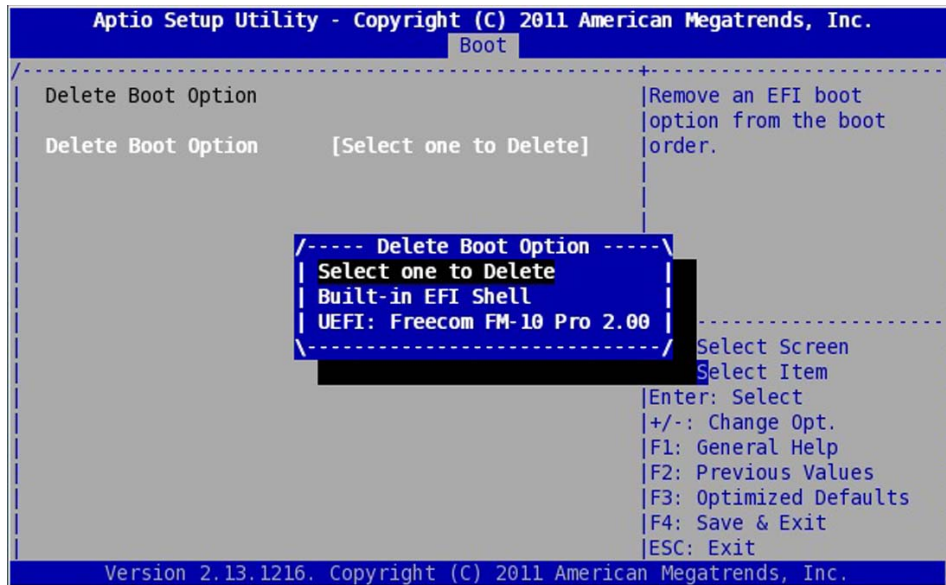 Aptio Setup Utility - Copyright (C) 2011 American Megatrends, Inc.
Boot
Delete Boot Option
Delete Boot Option [Select one to Delete]
Remove an EFI boot
option from the boot
order.
Delete Boot Option
Select one to Delete
Built-in EFI Shell
UEFI: Freecom FM-10 Pro 2.00
Select Screen
Select Item
Enter: Select
+/-: Change Opt.
F1: General Help
F2: Previous Values
F3: Optimized Defaults
F4: Save & Exit
ESC: Exit
Version 2.13.1216. Copyright (C) 2011 American Megatrends, Inc.